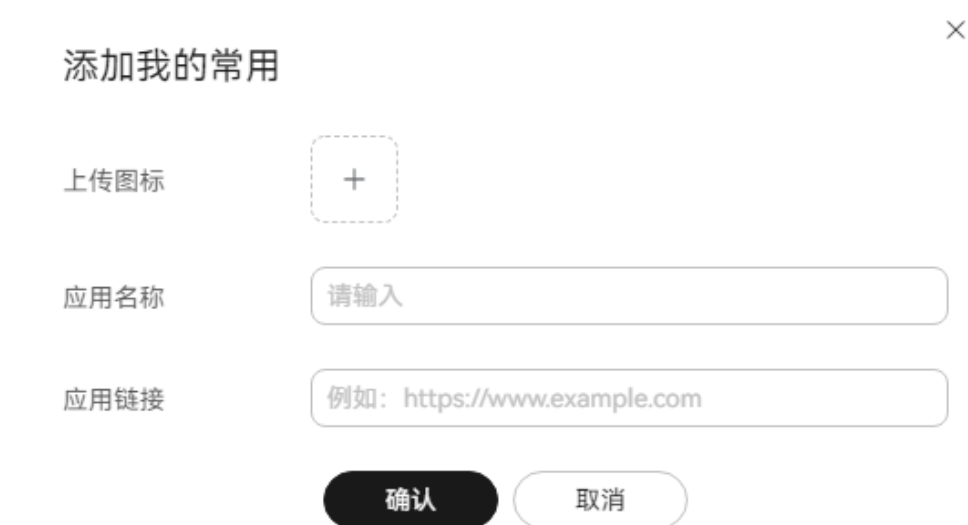 添加我的常用
上传图标
应用名称 请输入
应用链接 例如：https://www.example.com
确认 取消